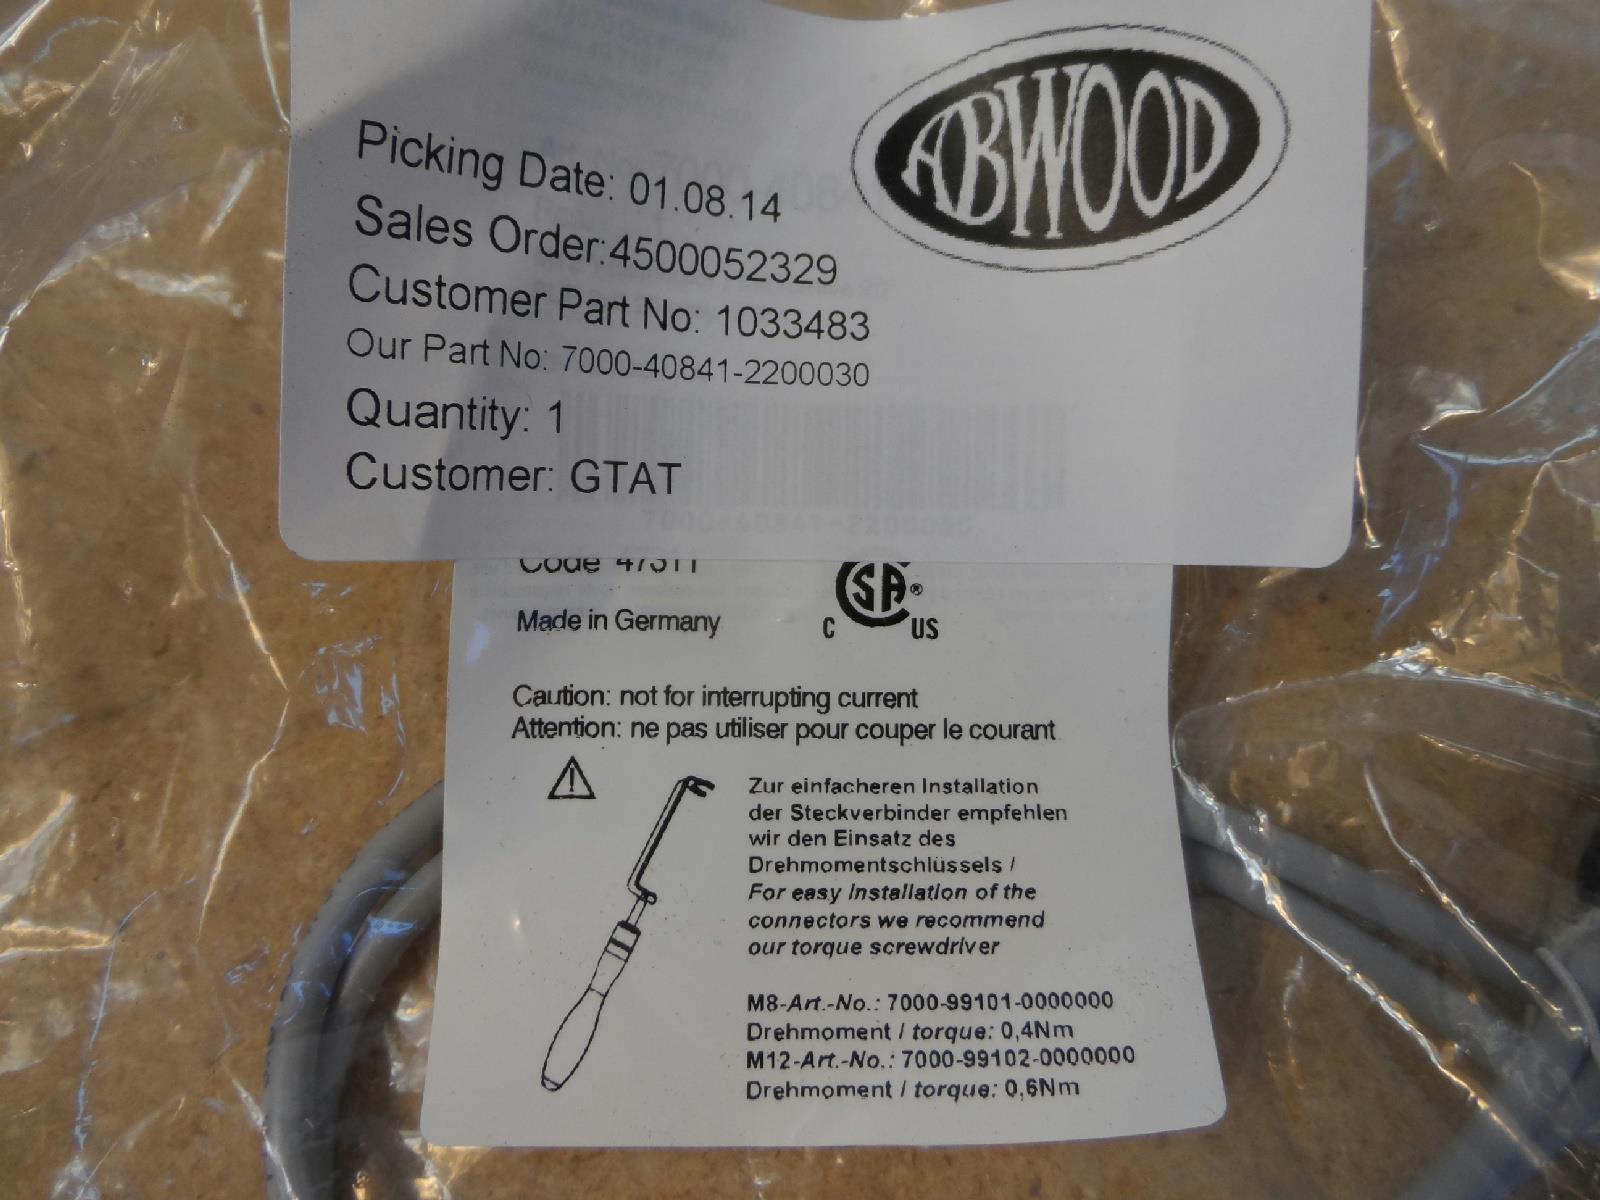 ABWOOD
Picking Date: 01.08.14
Sales Order:4500052329
Customer Part No: 1033483
Our Part No: 7000-40841-2200030
Quantity: 1
Customer: GTAT
7000-40841-2200030
Code 47311
Made in Germany
C SA® US
Caution: not for interrupting current
Attention: ne pas utiliser pour couper le courant
Zur einfacheren Installation
der Steckverbinder empfehlen
wir den Einsatz des
Drehmomentschlüssels /
For easy installation of the
connectors we recommend
our torque screwdriver
M8-Art.-No.: 7000-99101-0000000
Drehmoment / torque: 0,4Nm
M12-Art.-No.: 7000-99102-0000000
Drehmoment / torque: 0,6Nm